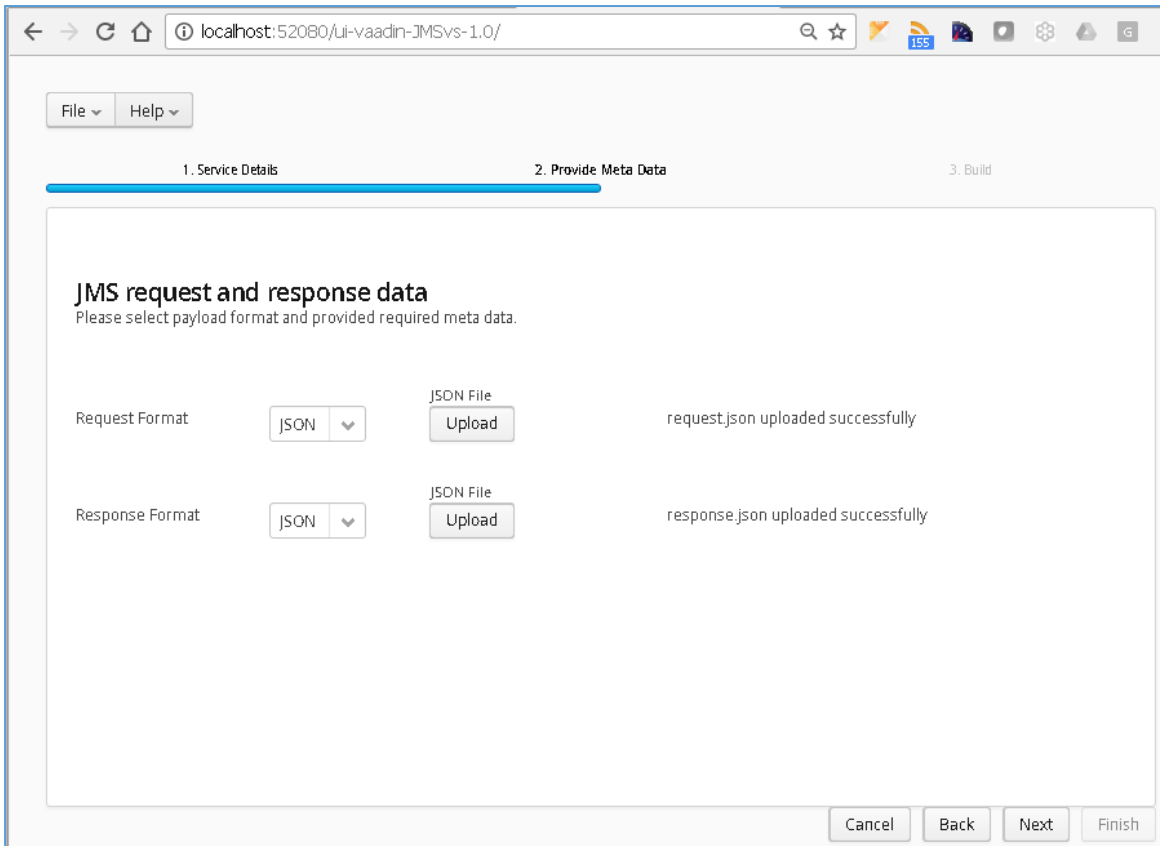 localhost:52080/ui-vaadin-JMSvs-1.0/
155
G
File Help
1. Service Details 2. Provide Meta Data 3. Build
JMS request and response data
Please select payload format and provided required meta data.
JSON File
Request Format JSON Upload request.json uploaded successfully
JSON File
Response Format JSON Upload response.json uploaded successfully
Cancel Back Next Finish